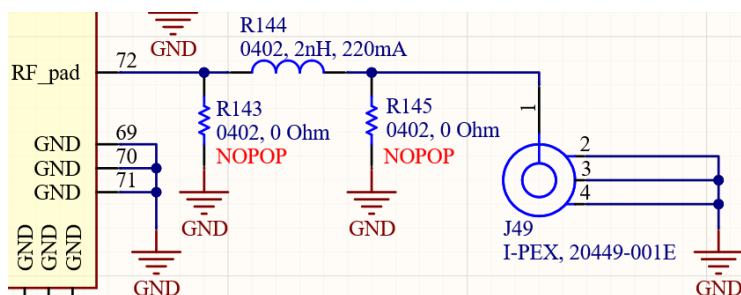 GND
R144
0402, 2nH, 220mA
RF_pad
72
R143
0402, 0 Ohm
NOPOP
R145
0402, 0 Ohm
NOPOP
1
GND
69
GND
70
GND
71
2
3
4
GND
GND
J49
I-PEX, 20449-001E
GND
GND
GND
GND
GND